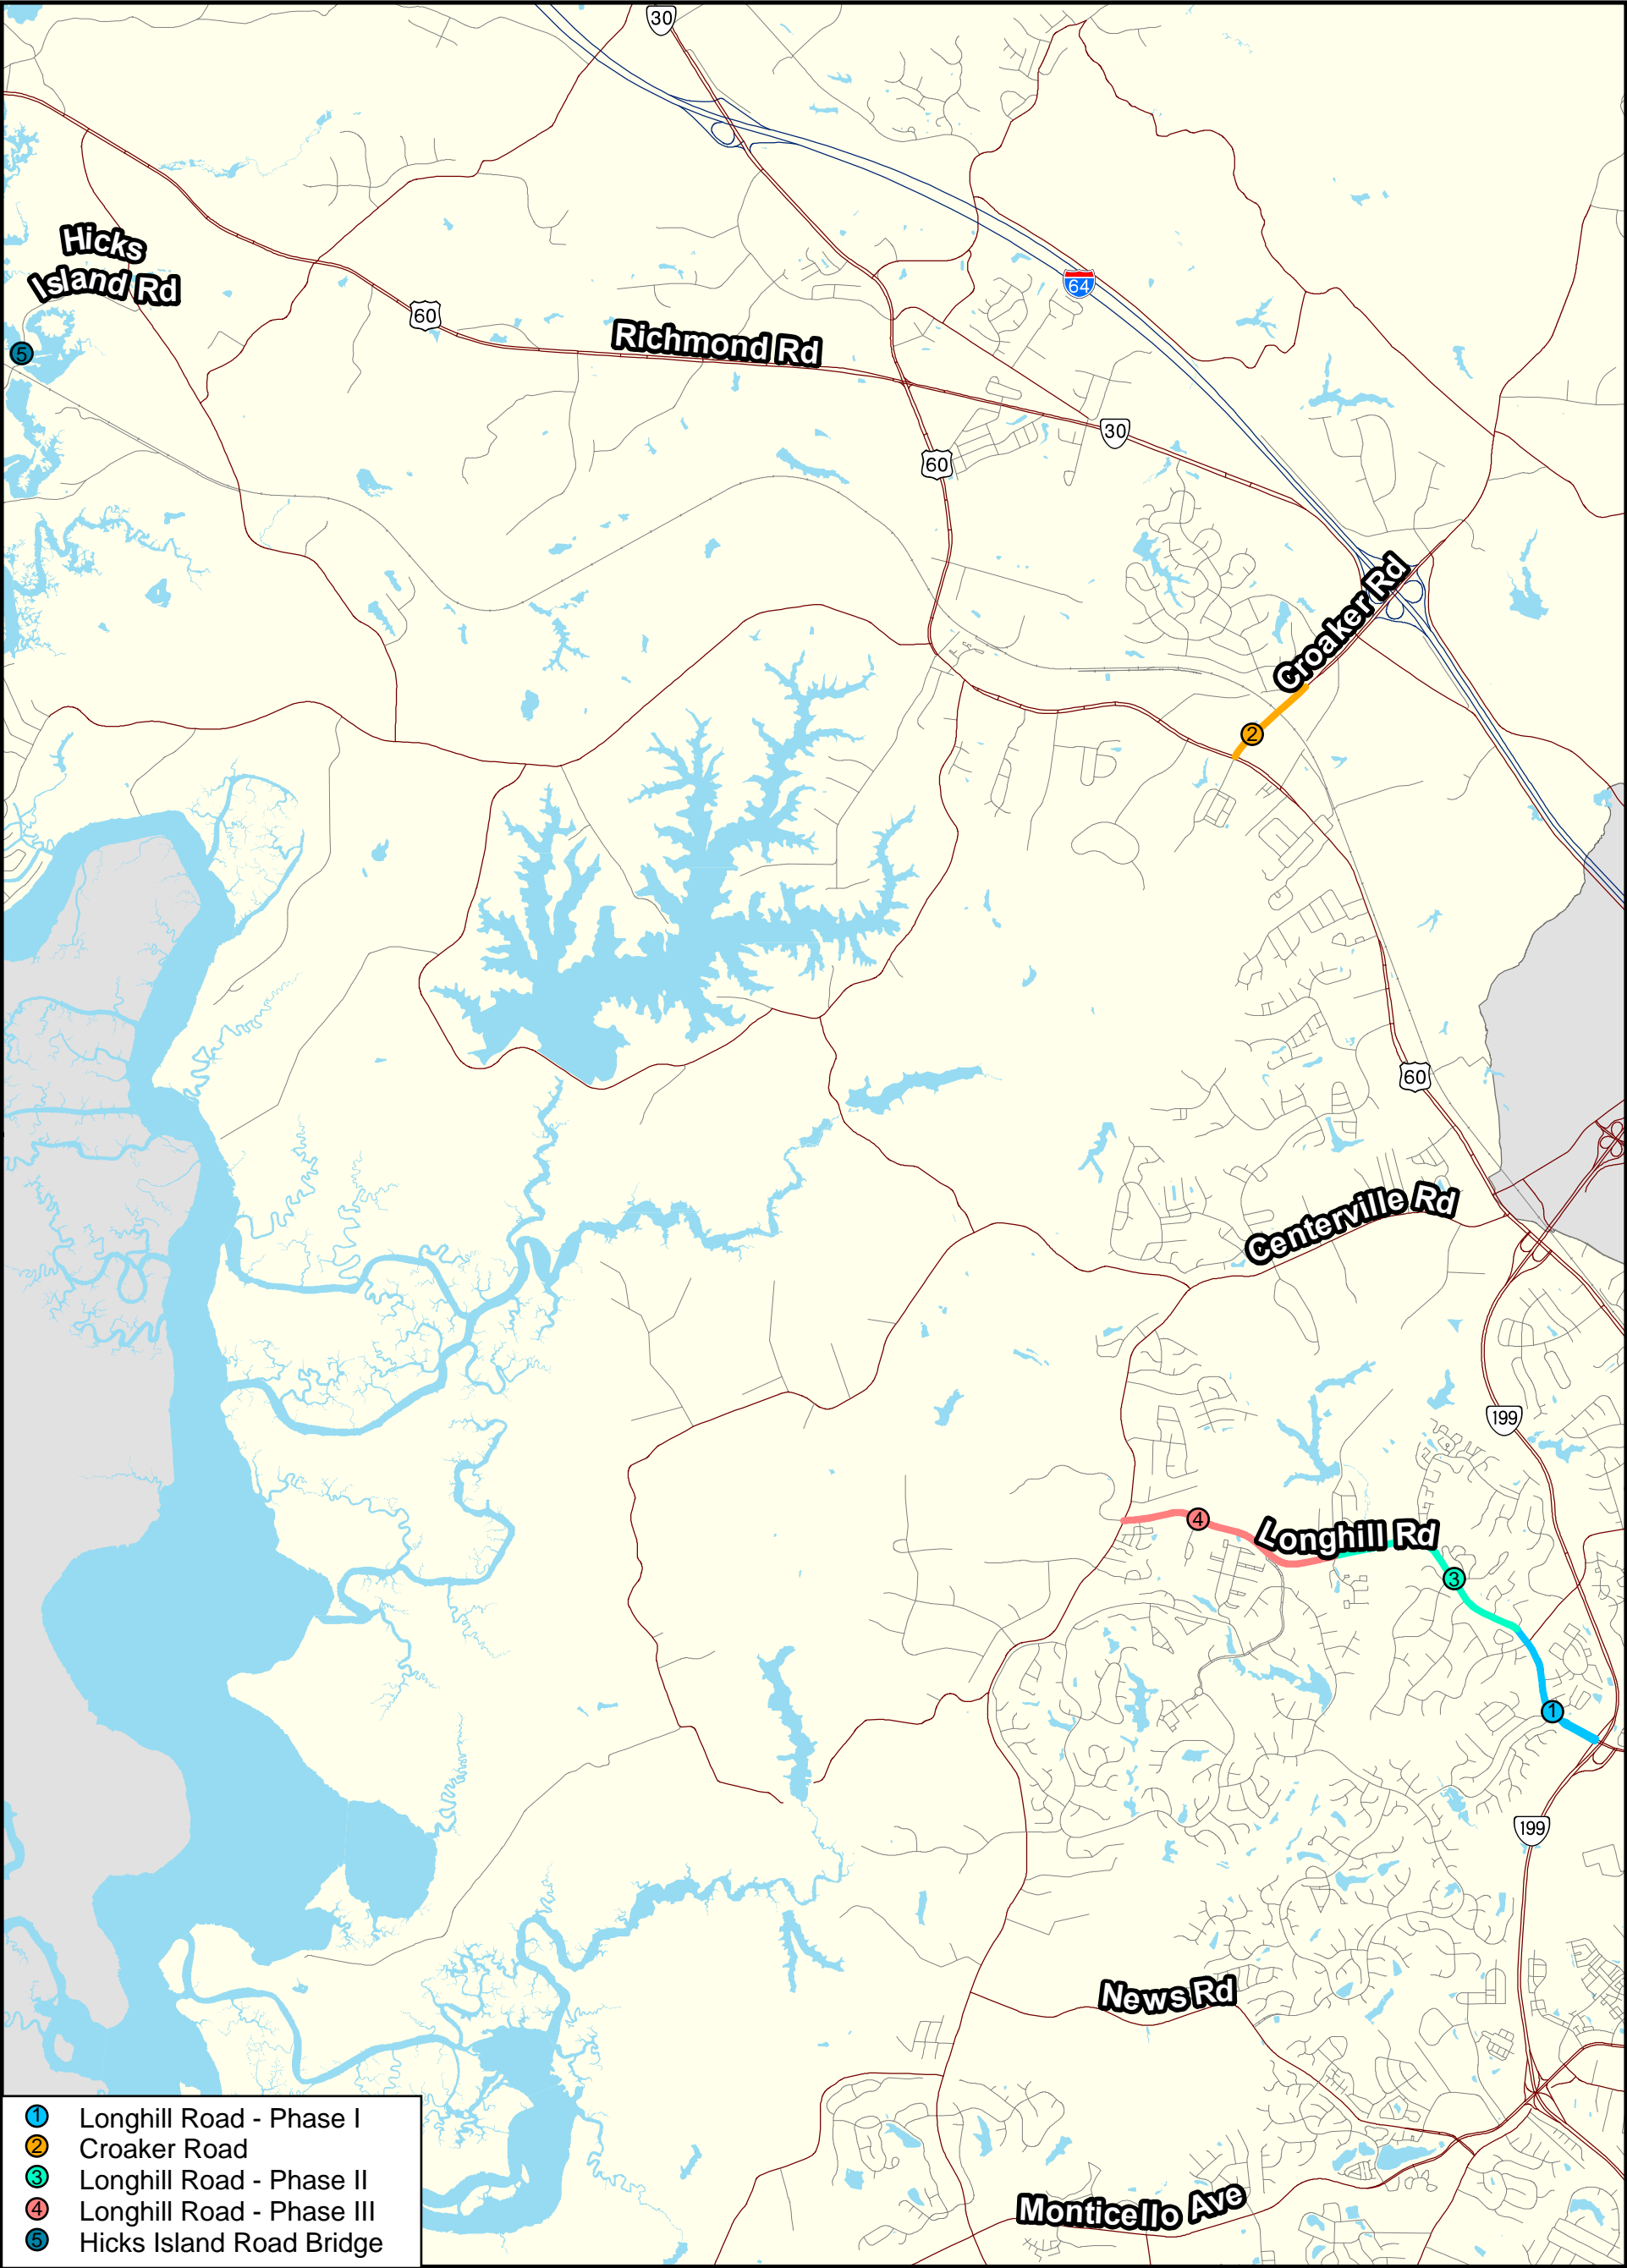 30
Hicks
Island Rd
64
60
Richmond Rd
5
30
60
Croaker Rd
2
60
Centerville Rd
199
4
Longhill Rd
3
1
199
News Rd
Monticello Ave
1 Longhill Road - Phase I
2 Croaker Road
3 Longhill Road - Phase II
4 Longhill Road - Phase III
5 Hicks Island Road Bridge